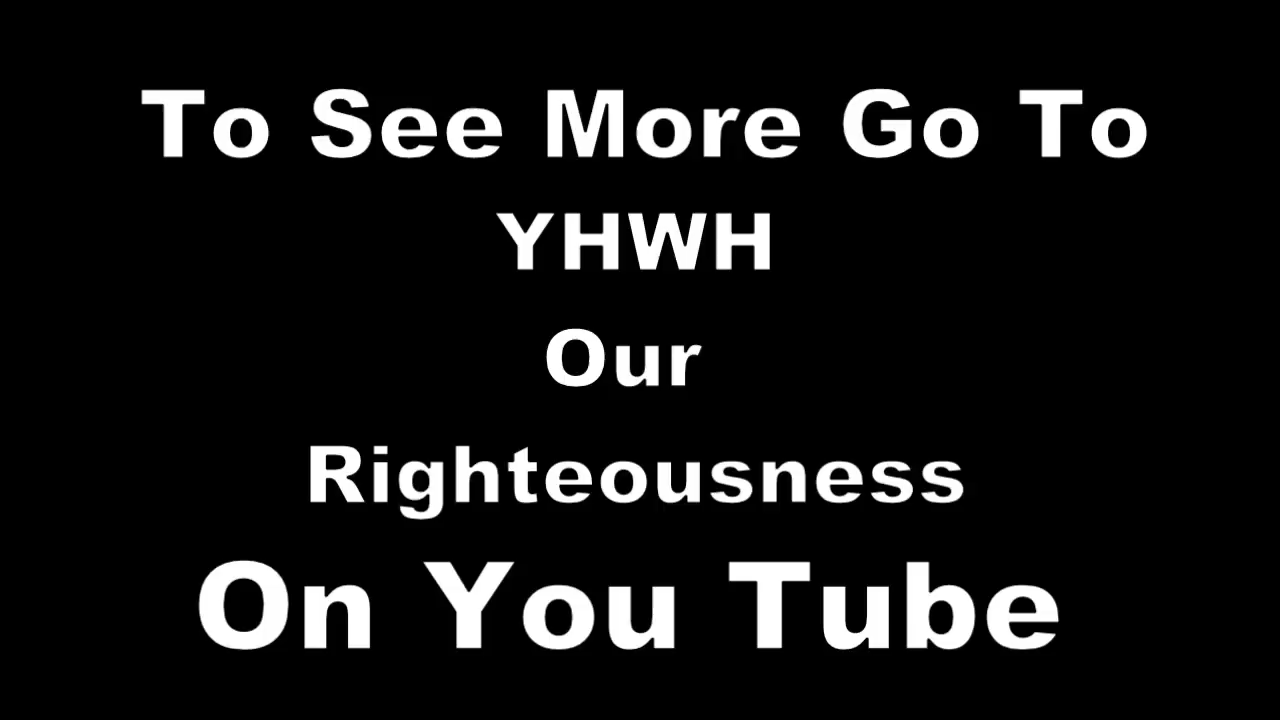 To See More Go To
YHWH
Our
Righteousness
On You Tube